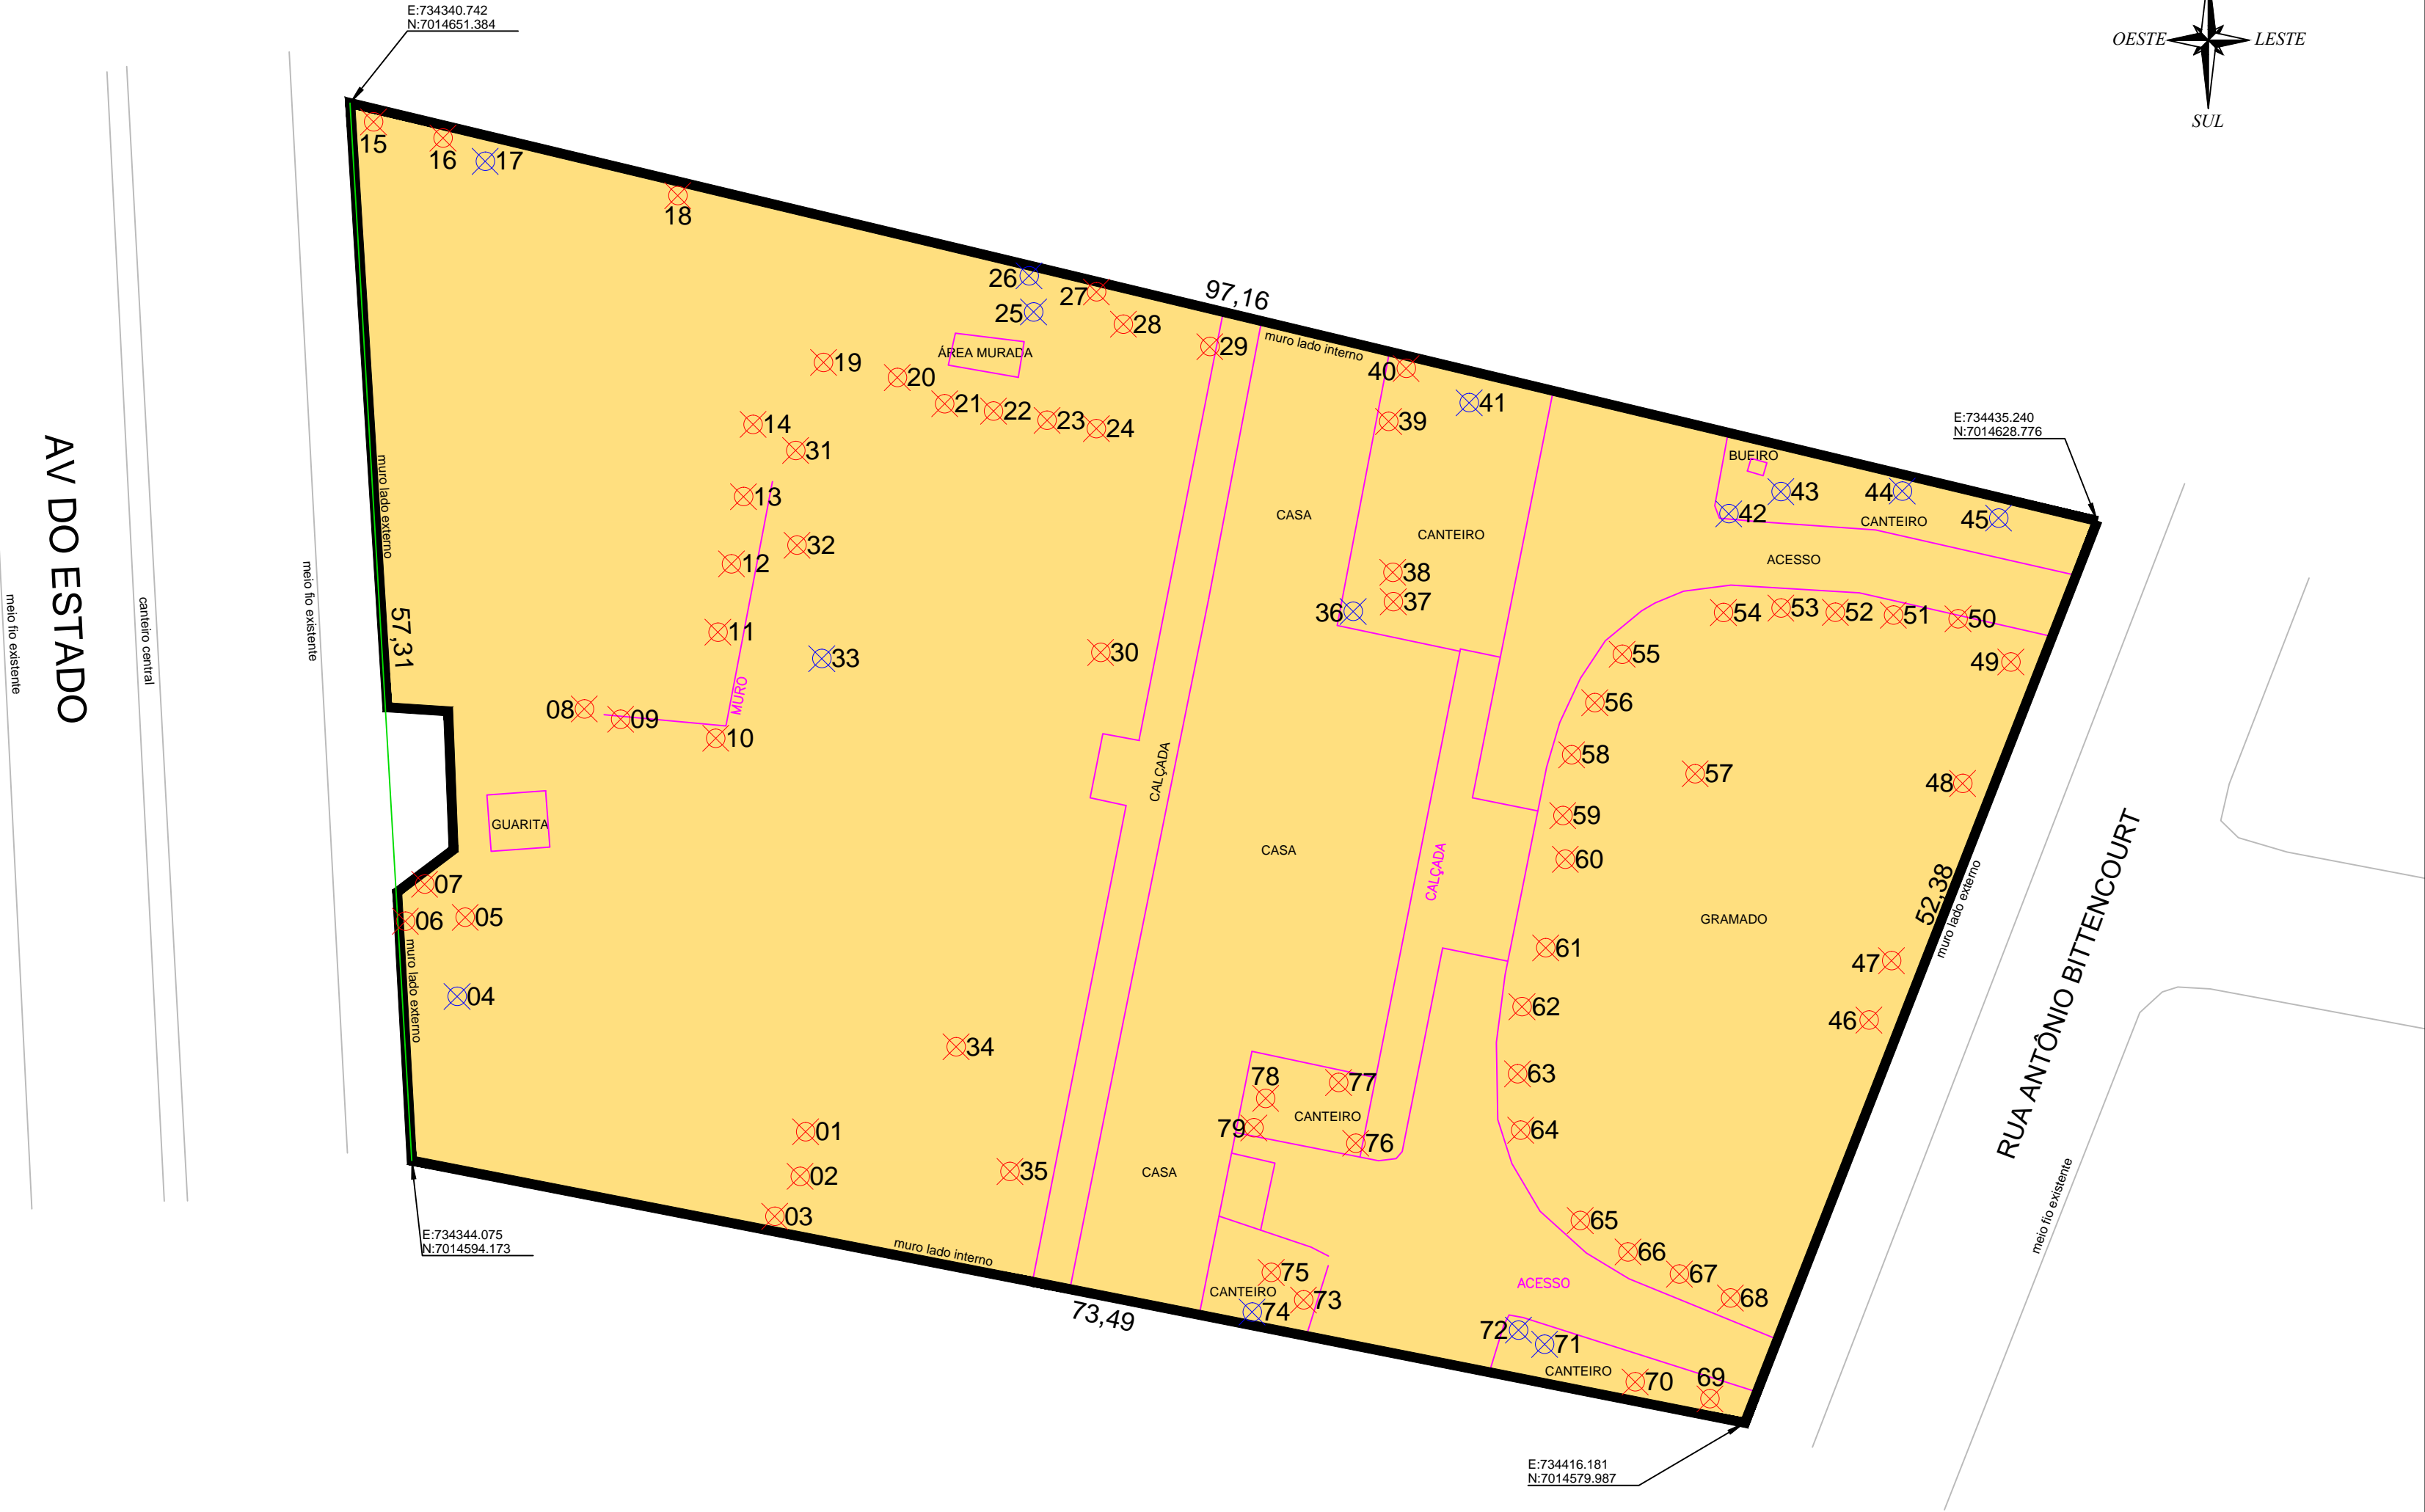 E:734340.742
N:7014651.384
OESTE
LESTE
SUL
15
16
17
18
26
25
27
28
97,16
29
muro lado interno
ÁREA MURADA
19
20
21
22
23
24
40
41
39
E:734435.240
N:7014628.776
14
31
13
12
32
11
33
30
MURO
08
09
10
CASA
CANTEIRO
38
37
36
BUEIRO
43
42
44
45
CANTEIRO
ACESSO
54
53
52
51
50
49
55
56
58
57
59
60
48
AV DO ESTADO
meio fio existente
canteiro central
meio fio existente
muro lado externo
57,31
GUARITA
07
06
05
04
muro lado externo
CALÇADA
CASA
CALÇADA
GRAMADO
61
62
63
64
47
46
52,38
muro lado externo
RUA ANTÔNIO BITTENCOURT
meio fio existente
34
01
02
03
35
78
77
CANTEIRO
79
76
CASA
65
66
67
68
75
CANTEIRO
73
74
ACESSO
72
71
CANTEIRO
70
69
E:734344.075
N:7014594.173
muro lado interno
73,49
E:734416.181
N:7014579.987